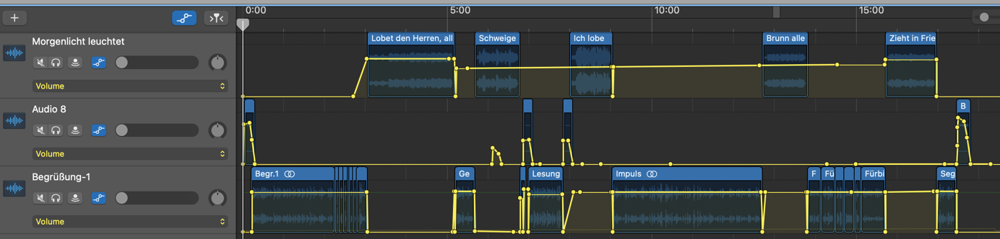 0:00 5:00 10:00 15:00
Morgenlicht leuchtet
Volume
Lobet den Herren, all
Schweige
Ich lobe
Brunn alle
Zieht in Frie
Audio 8
Volume
B
Begrüßung-1
Volume
Begr.1
Ge
Lesung
Impuls
F
Fü
Fürbi
Seg